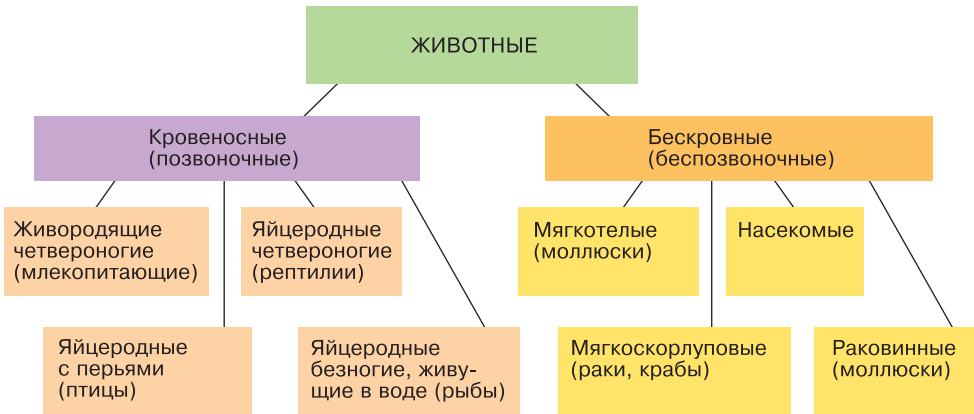 ЖИВОТНЫЕ
Кровеносные
(позвоночные)
Бескровные
(беспозвоночные)
Живородящие
четвероногие
(млекопитающие)
Яйцеродные
четвероногие
(рептилии)
Мягкотелые
(моллюски)
Насекомые
Яйцеродные
с перьями
(птицы)
Яйцеродные
безногие, живу-
щие в воде (рыбы)
Мягкоскорлуповые
(раки, крабы)
Раковинные
(моллюски)